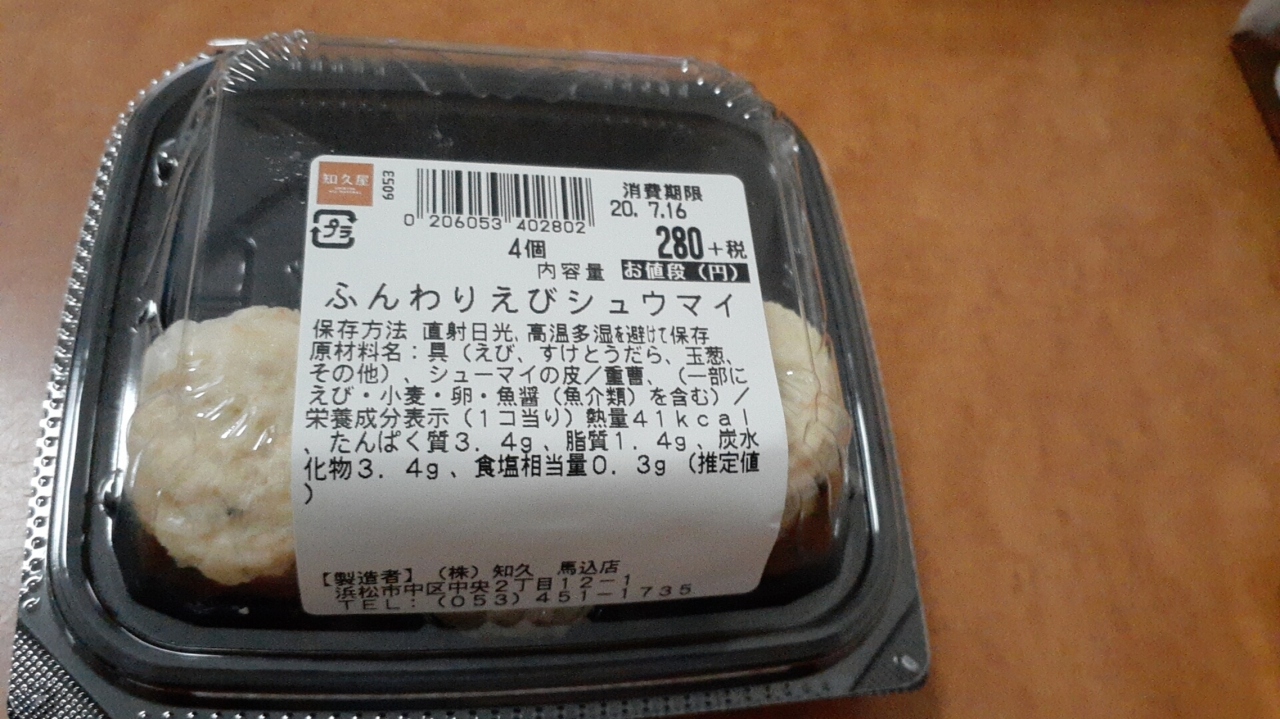 知久屋
6053
プラ
0 206053 402802
消費期限
20. 7.16
4個
280+税
内容量 お値段（円）
ふんわりえびシュウマイ
保存方法 直射日光、高温多湿を避けて保存
原材料名：具（えび、すけとうだら、玉葱、
その他）、シューマイの皮／重曹、（一部に
えび・小麦・卵・魚醤（魚介類）を含む）／
栄養成分表示（１コ当り）熱量４１ｋｃａｌ
、たんぱく質３．４ｇ、脂質１．４ｇ、炭水
化物３．４ｇ、食塩相当量０．３ｇ（推定値
）
【製造者】（株）知久 馬込店
浜松市中区中央２丁目１２－１
ＴＥＬ：（０５３）４５１－１７３５